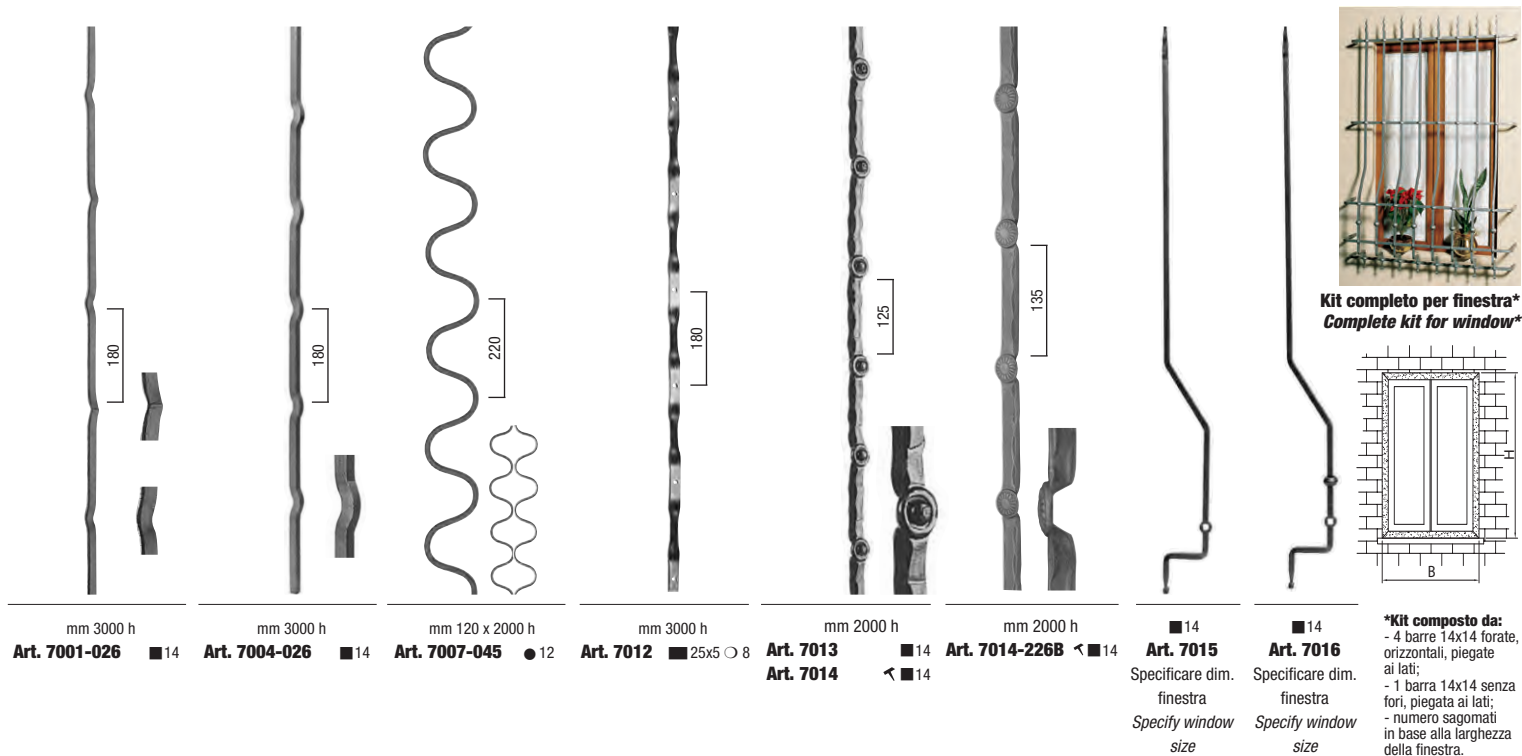 180
180
220
180
125
135
Kit completo per finestra*
Complete kit for window*
H
B
mm 3000 h
Art. 7001-026 ■ 14
mm 3000 h
Art. 7004-026 ■ 14
mm 120 x 2000 h
Art. 7007-045 ● 12
mm 3000 h
Art. 7012 25x5 ○ 8
mm 2000 h
Art. 7013 ■ 14
Art. 7014 ■ 14
mm 2000 h
Art. 7014-226B ■ 14
■ 14
Art. 7015
Specificare dim.
finestra
Specify window
size
■ 14
Art. 7016
Specificare dim.
finestra
Specify window
size
*Kit composto da:
- 4 barre 14x14 forate,
orizzontali, piegate
ai lati;
- 1 barra 14x14 senza
fori, piegata ai lati;
- numero sagomati
in base alla larghezza
della finestra.